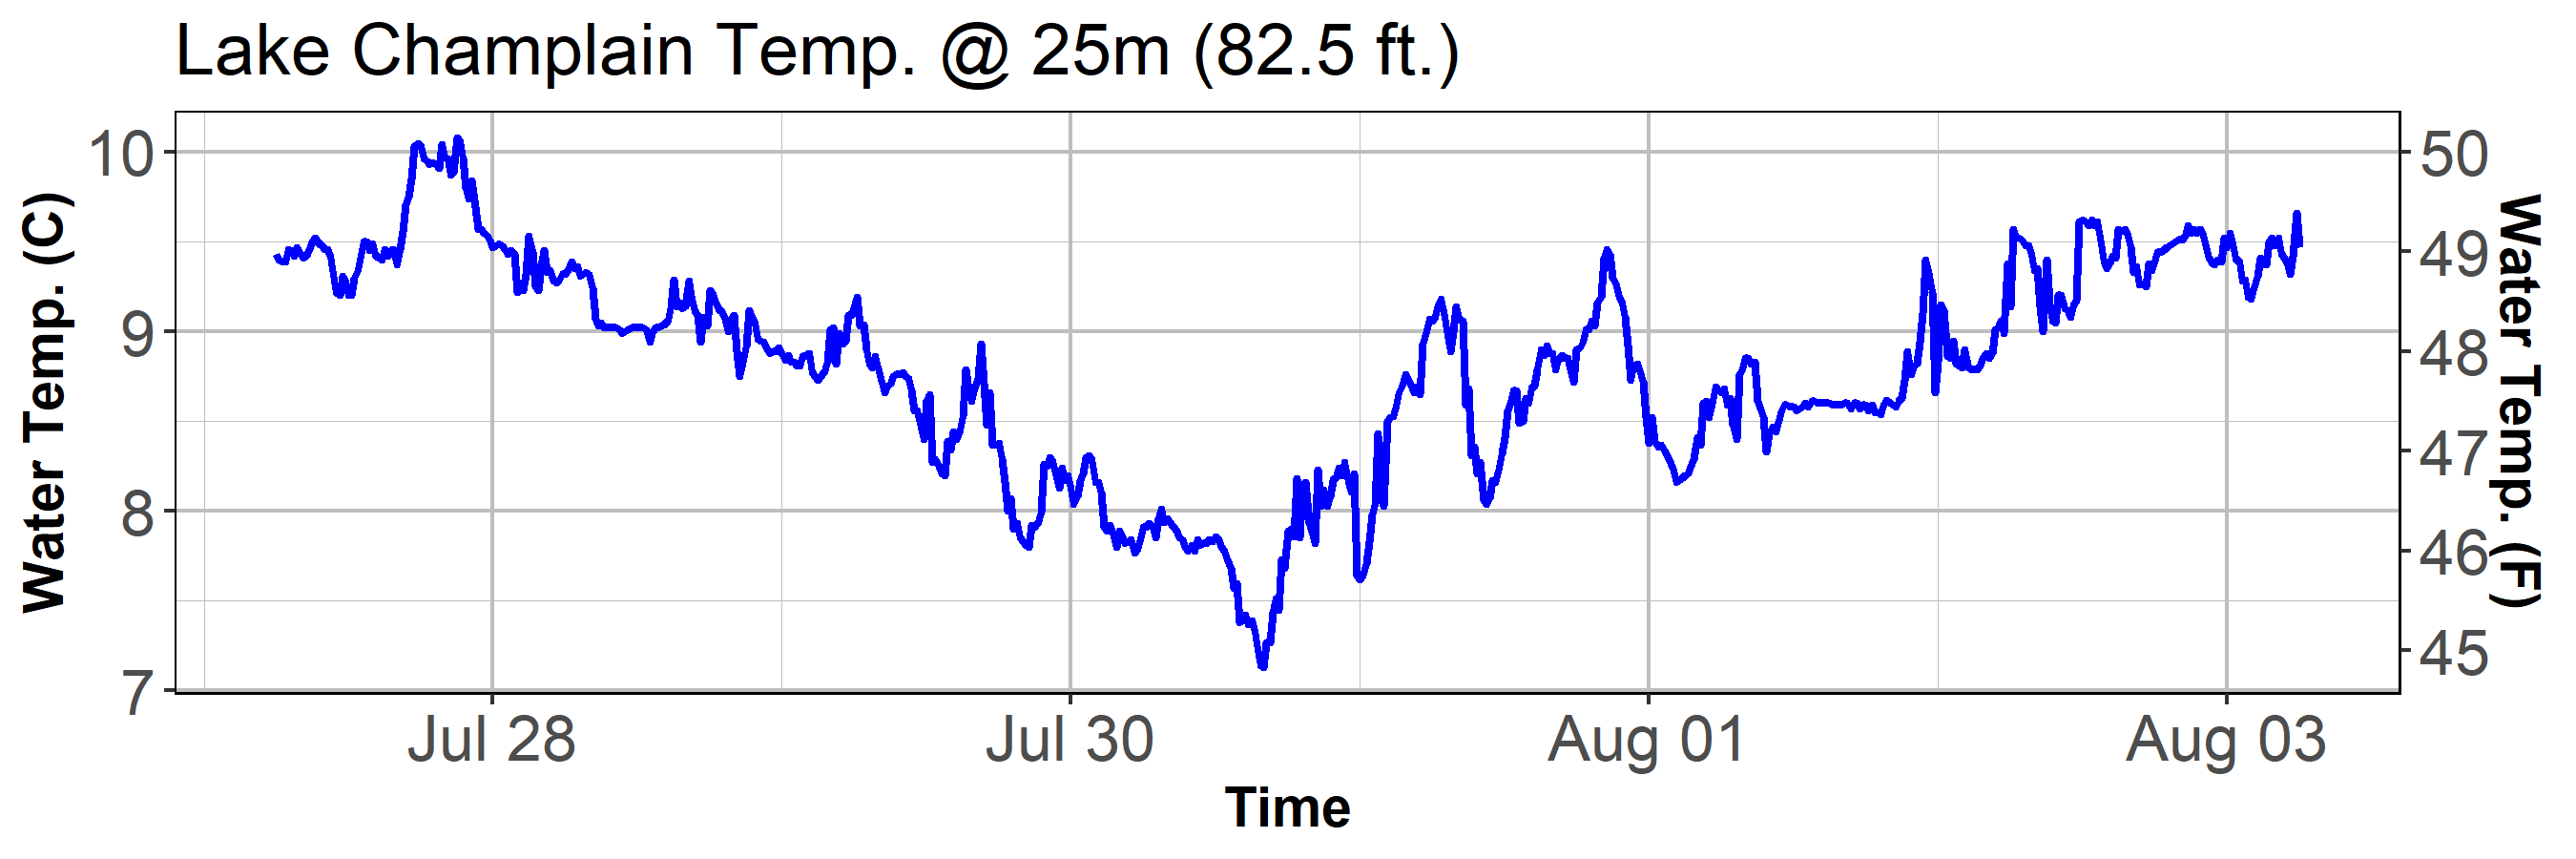 Lake Champlain Temp. @ 25m (82.5 ft.)
Water Temp. (C)
10
9
8
7
50
49
48
47
46
45
Water Temp. (F)
Jul 28
Jul 30
Aug 01
Aug 03
Time